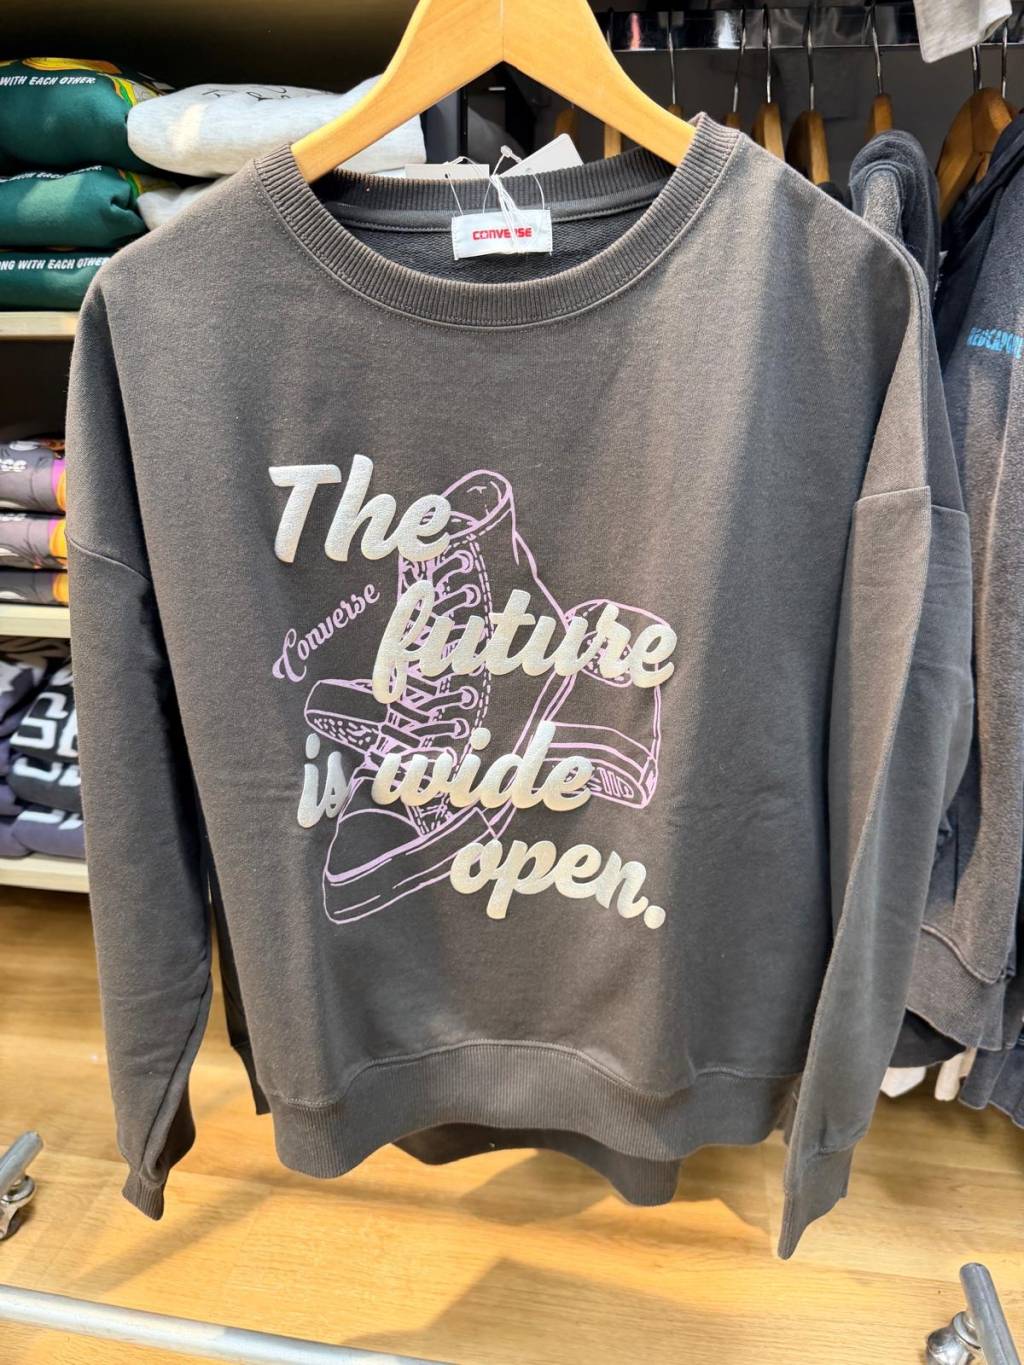 WITH EACH OTHER.
NG WITH EACH OTHER
CONVERSE
The
Converse
future
is wide
open.